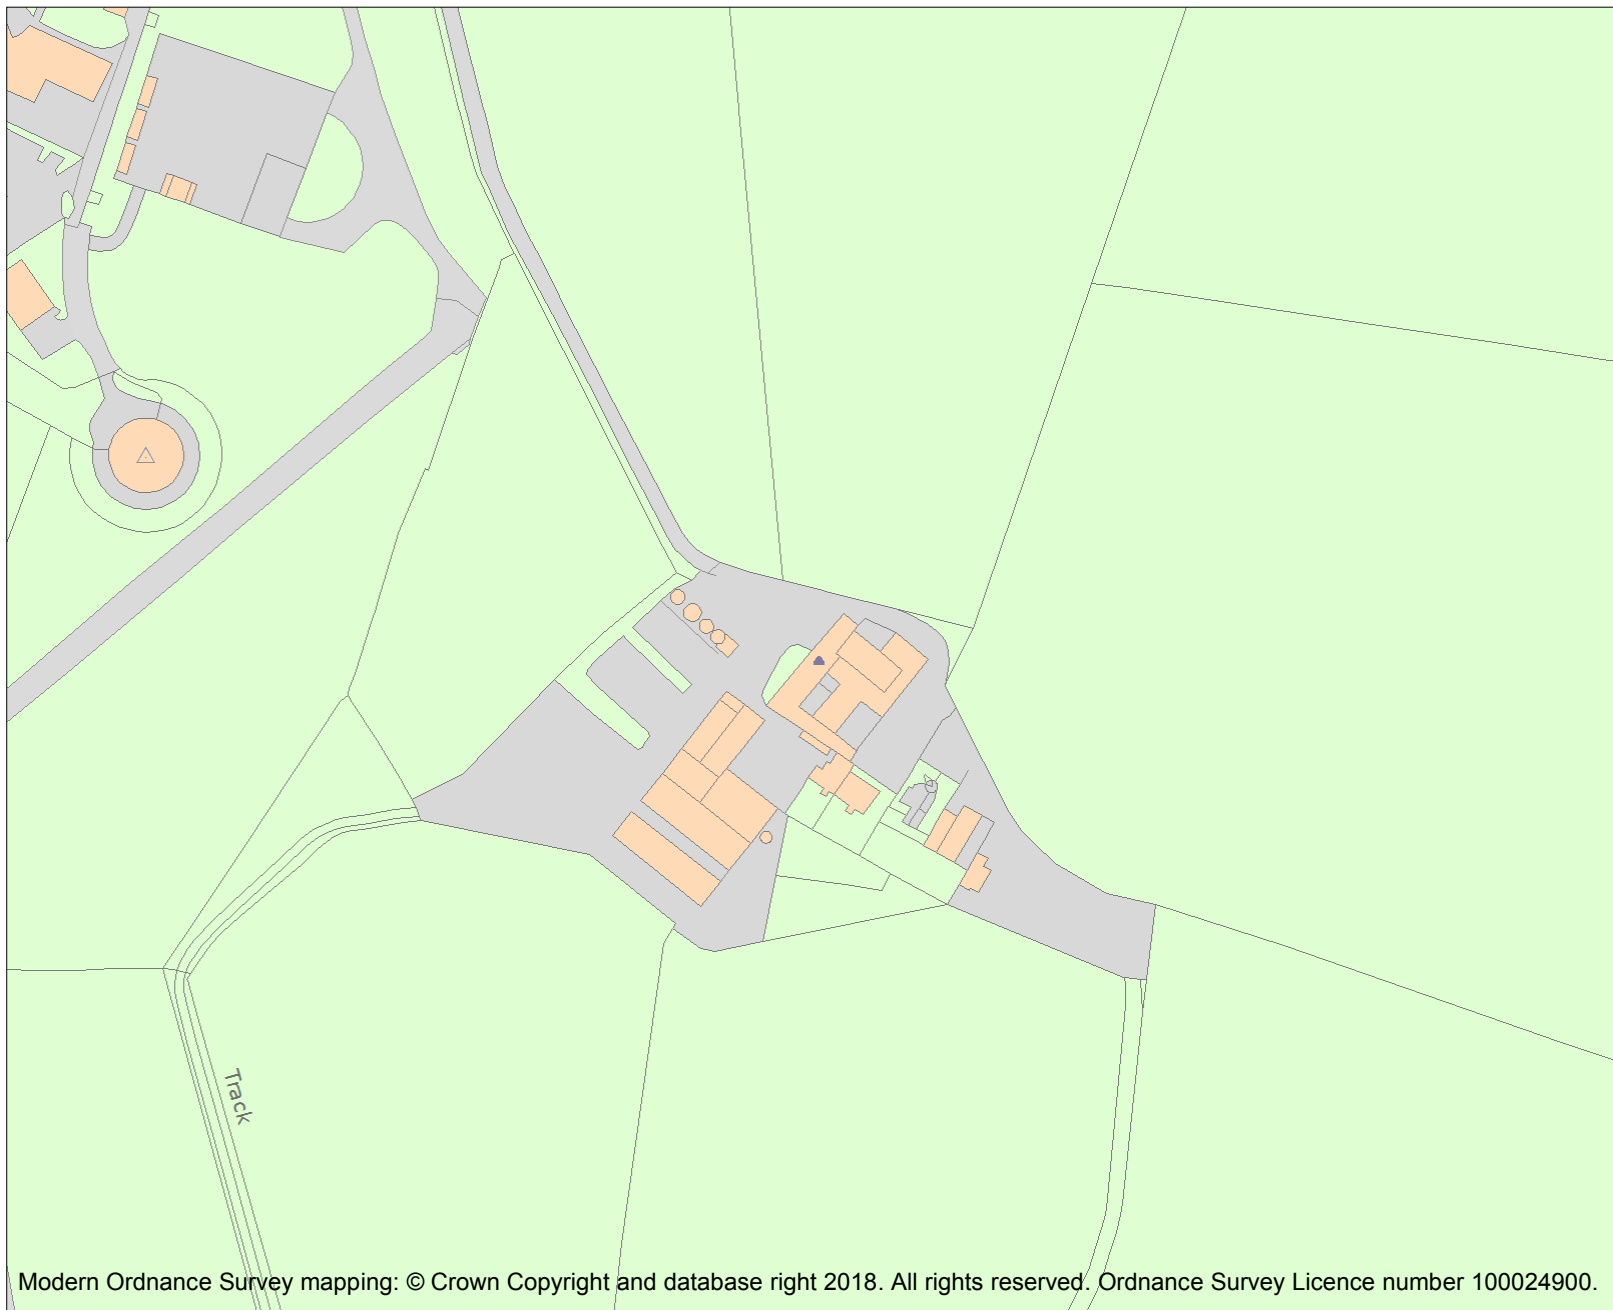 Track
Modern Ordnance Survey mapping: © Crown Copyright and database right 2018. All rights reserved. Ordnance Survey Licence number 100024900.